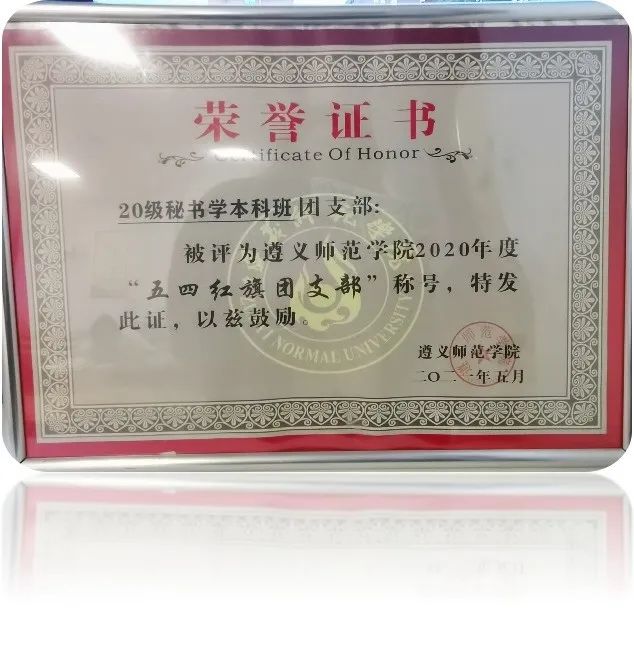 荣誉证书
Certificate Of Honor
20级秘书学本科班团支部:
被评为遵义师范学院2020年度
“五四红旗团支部”称号，特发
此证，以兹鼓励。
遵义师范学院
二〇二一年五月
NORMAL UNIVERSITY